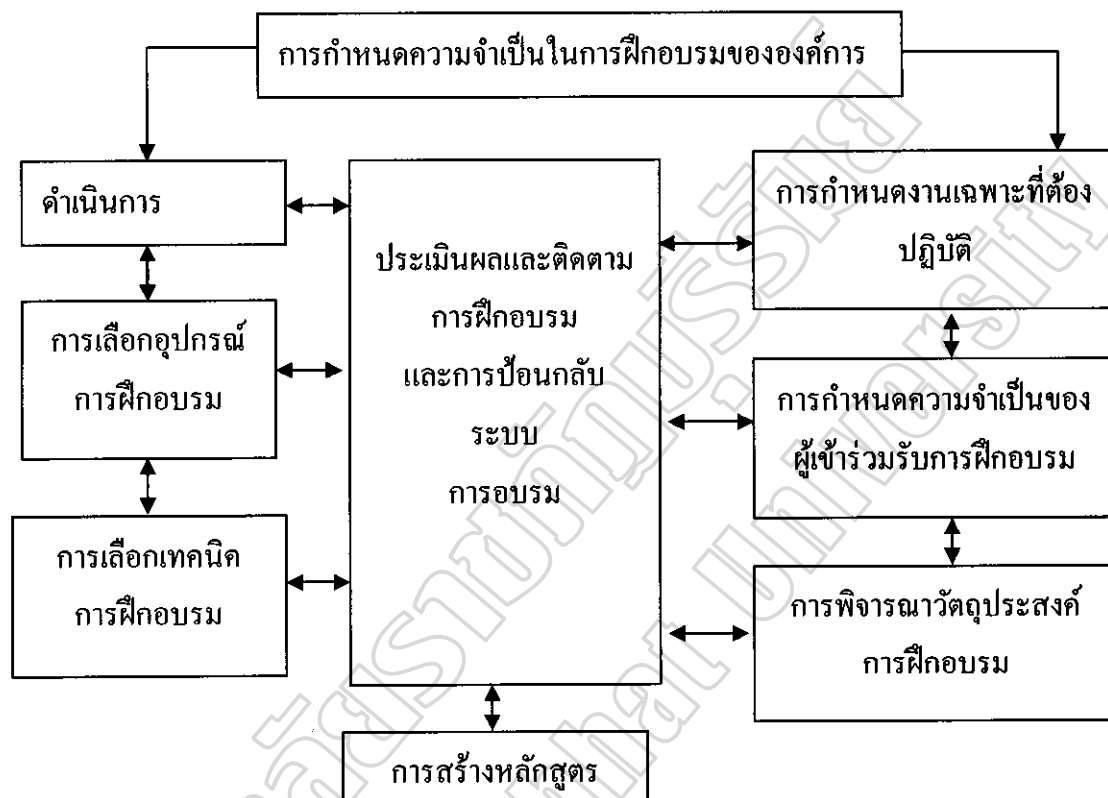 การกำหนดความจำเป็นในการฝึกอบรมขององค์การ
ดำเนินการ
การเลือกอุปกรณ์
การฝึกอบรม
การเลือกเทคนิค
การฝึกอบรม
ประเมินผลและติดตาม
การฝึกอบรม
และการป้อนกลับ
ระบบ
การอบรม
การกำหนดงานเฉพาะที่ต้อง
ปฏิบัติ
การกำหนดความจำเป็นของ
ผู้เข้าร่วมรับการฝึกอบรม
การพิจารณาวัตถุประสงค์
การฝึกอบรม
การสร้างหลักสูตร
hat University